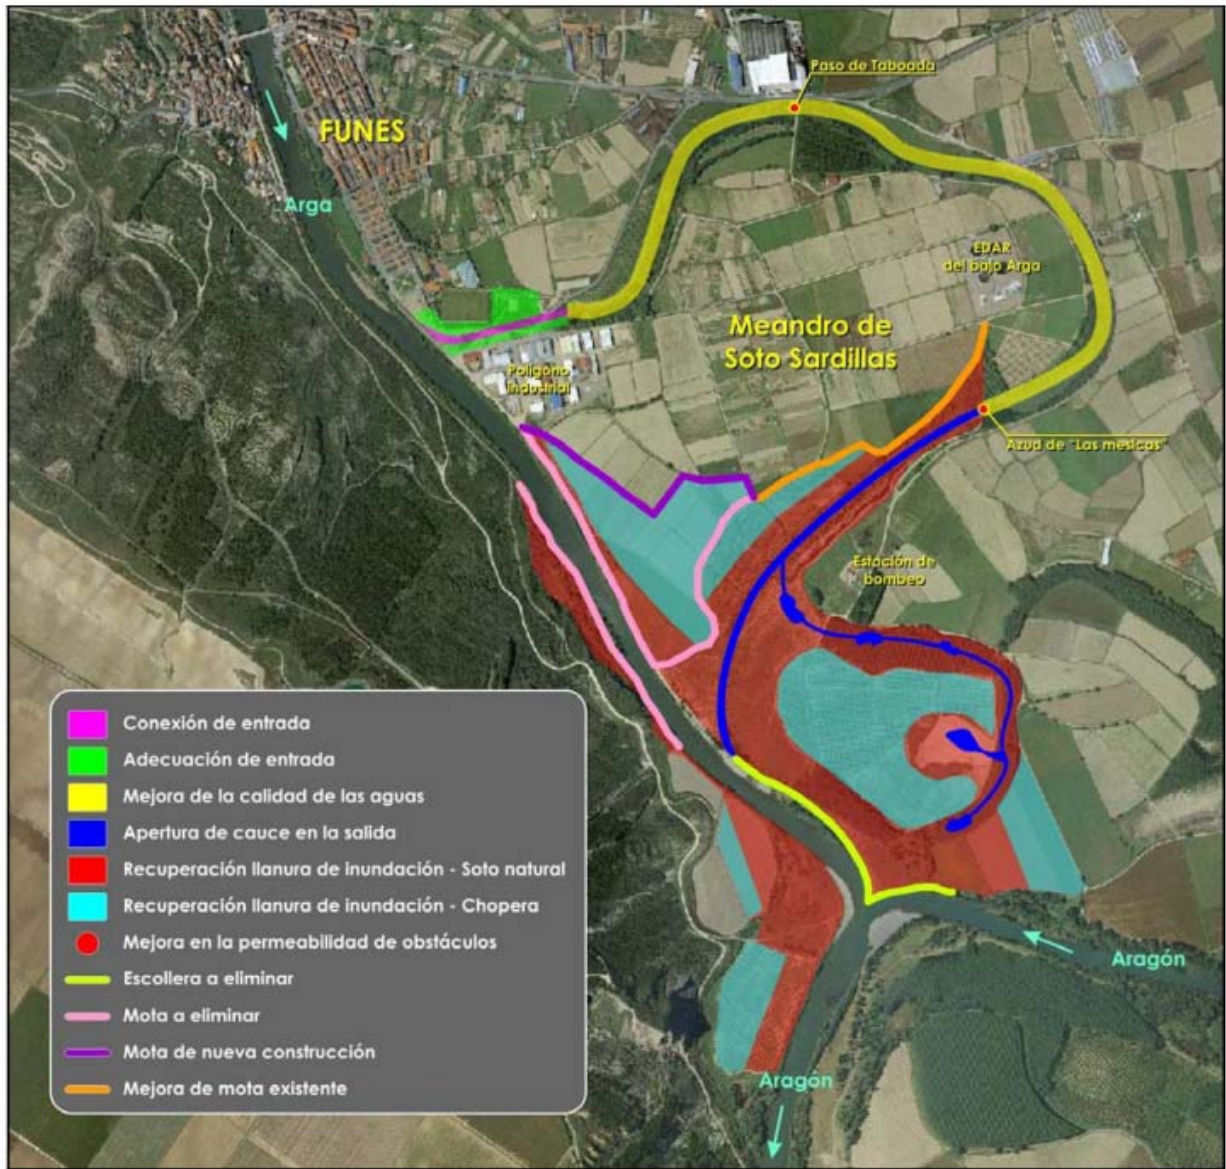 Paso de Taboada
FUNES
Arga
EDAR
del bajo Arga
Meandro de
Soto Sardillas
Polígono
Industrial
Azud de "Las mesicas"
Estación de
bombeo
Conexión de entrada
Adecuación de entrada
Mejora de la calidad de las aguas
Apertura de cauce en la salida
Recuperación llanura de inundación - Soto natural
Recuperación llanura de inundación - Chopera
Mejora en la permeabilidad de obstáculos
Escollera a eliminar
Mota a eliminar
Mota de nueva construcción
Mejora de mota existente
Aragón
Aragón